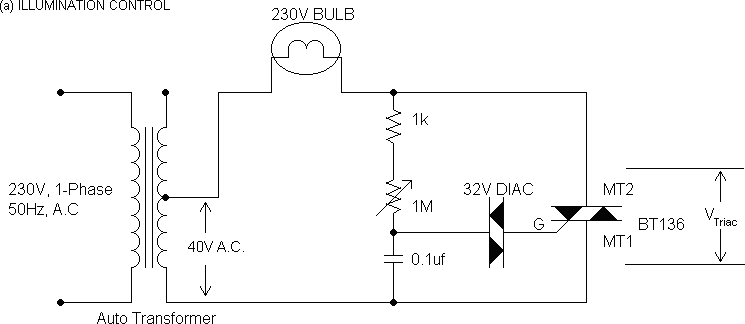 (a) ILLUMINATION CONTROL
230V BULB
1k
230V, 1-Phase
50Hz, A.C
1M
32V DIAC
MT2
G
BT136
VTriac
MT1
40V A.C.
0.1uf
Auto Transformer